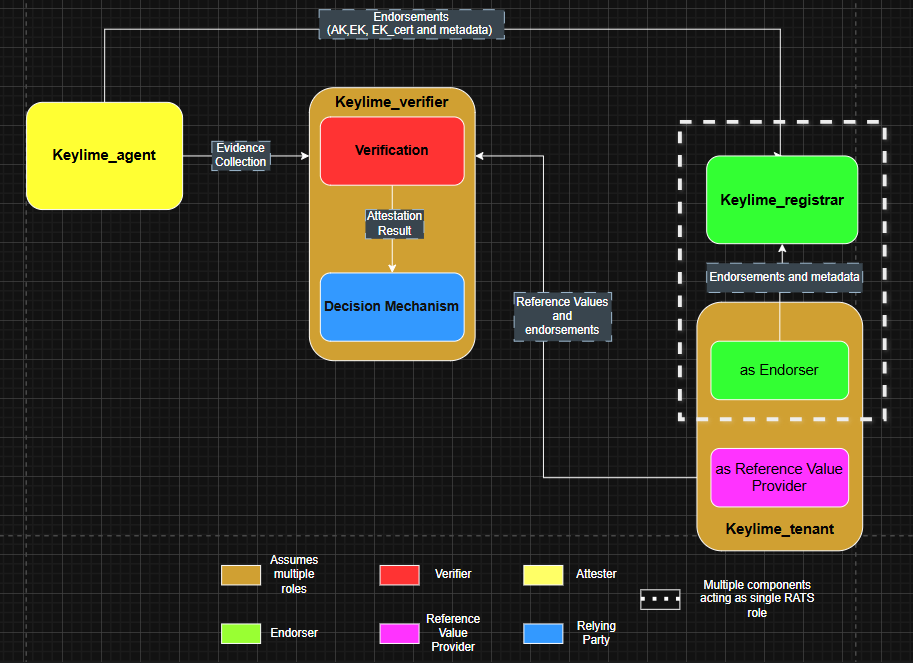 Endorsements
(AK,EK, EK_cert and metadata)
Keylime_verifier
Keylime_agent
Evidence
Collection
Verification
Attestation
Result
Decision Mechanism
Keylime_registrar
Endorsements and metadata
Reference Values
and
endorsements
as Endorser
as Reference Value
Provider
Keylime_tenant
Assumes
multiple
roles
Verifier
Attester
Multiple components
acting as single RATS
role
Endorser
Reference
Value
Provider
Relying
Party